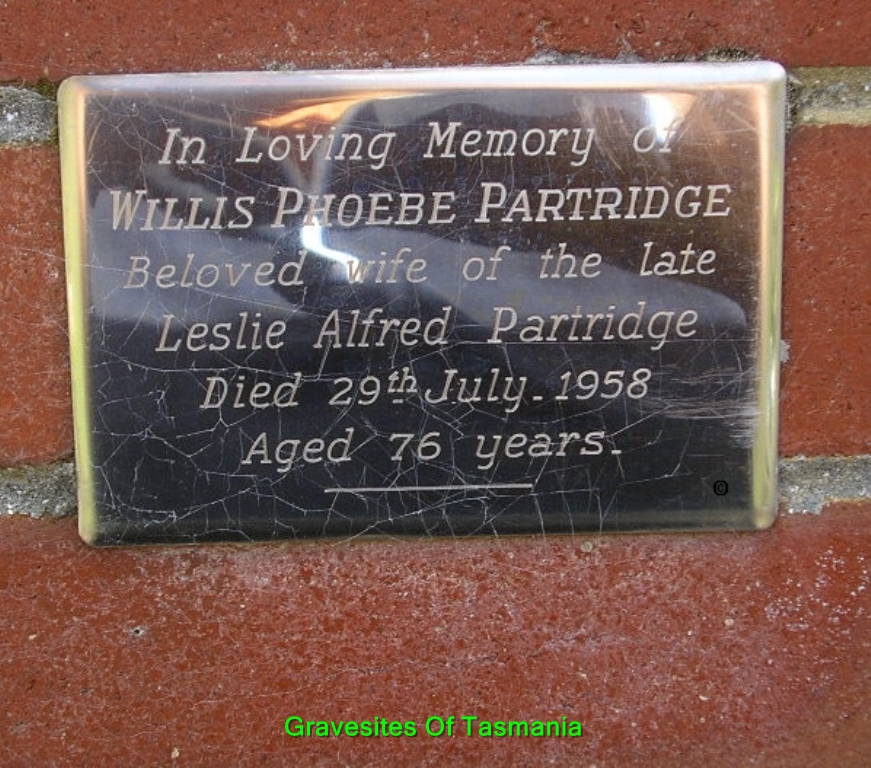 In Loving Memory of
WILLIS PHOEBE PARTRIDGE
Beloved wife of the late
Leslie Alfred Partridge
Died 29th July. 1958
Aged 76 years.
©
Gravesites Of Tasmania